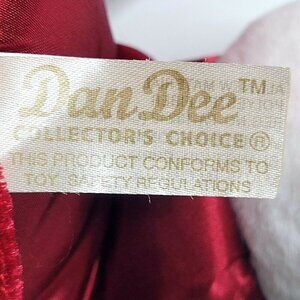 Dan Dee™
COLLECTOR'S CHOICE®
THIS PRODUCT CONFORMS TO
TOY SAFETY REGULATIONS